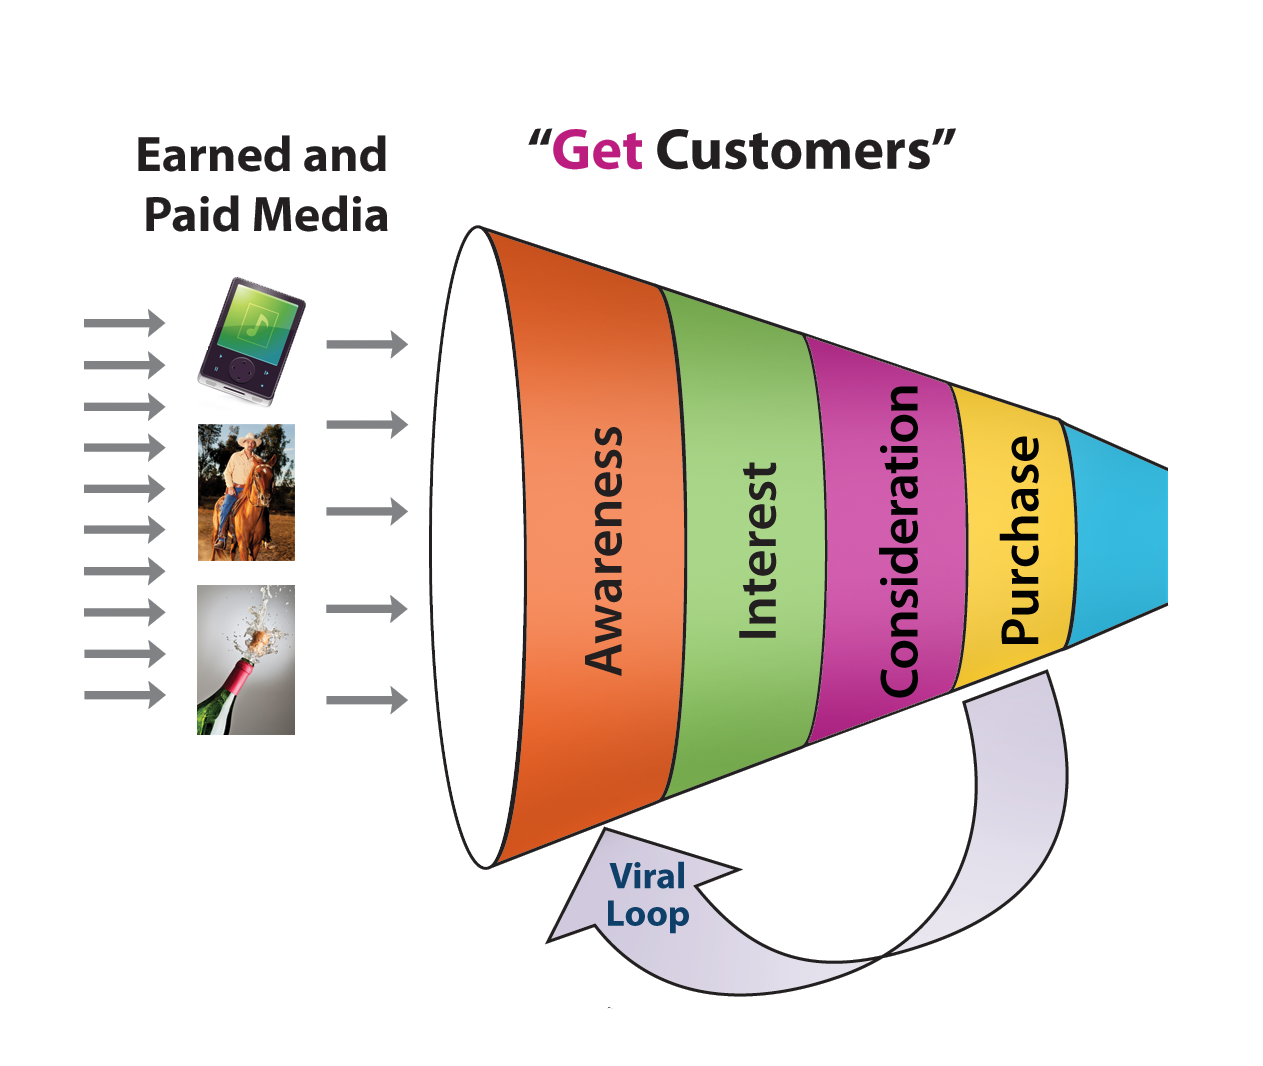 Earned and
Paid Media
“Get Customers”
Awareness
Interest
Consideration
Purchase
Viral
Loop